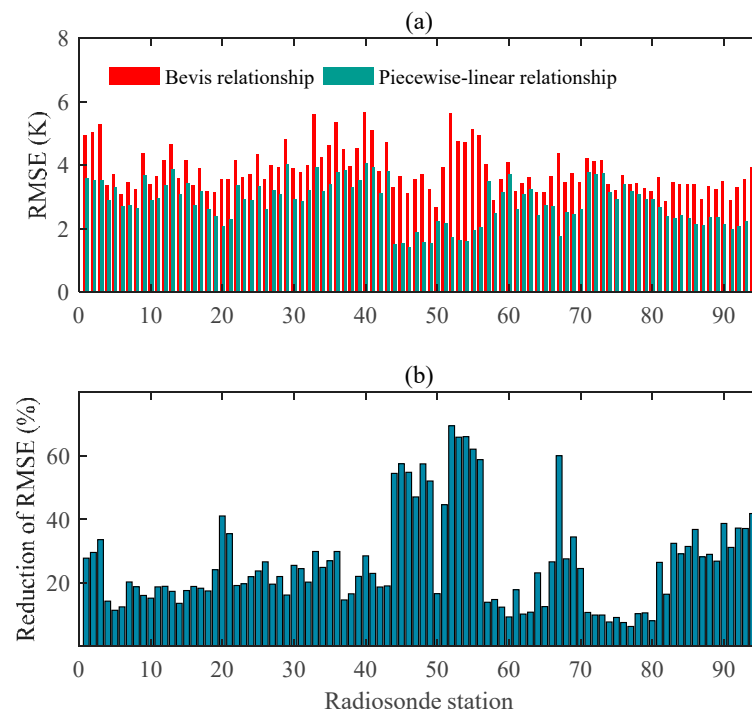 (a)
RMSE (K)
8
6
4
2
0
Bevis relationship
Piecewise-linear relationship
0 10 20 30 40 50 60 70 80 90
(b)
Reduction of RMSE (%)
60
40
20
0 10 20 30 40 50 60 70 80 90
Radiosonde station